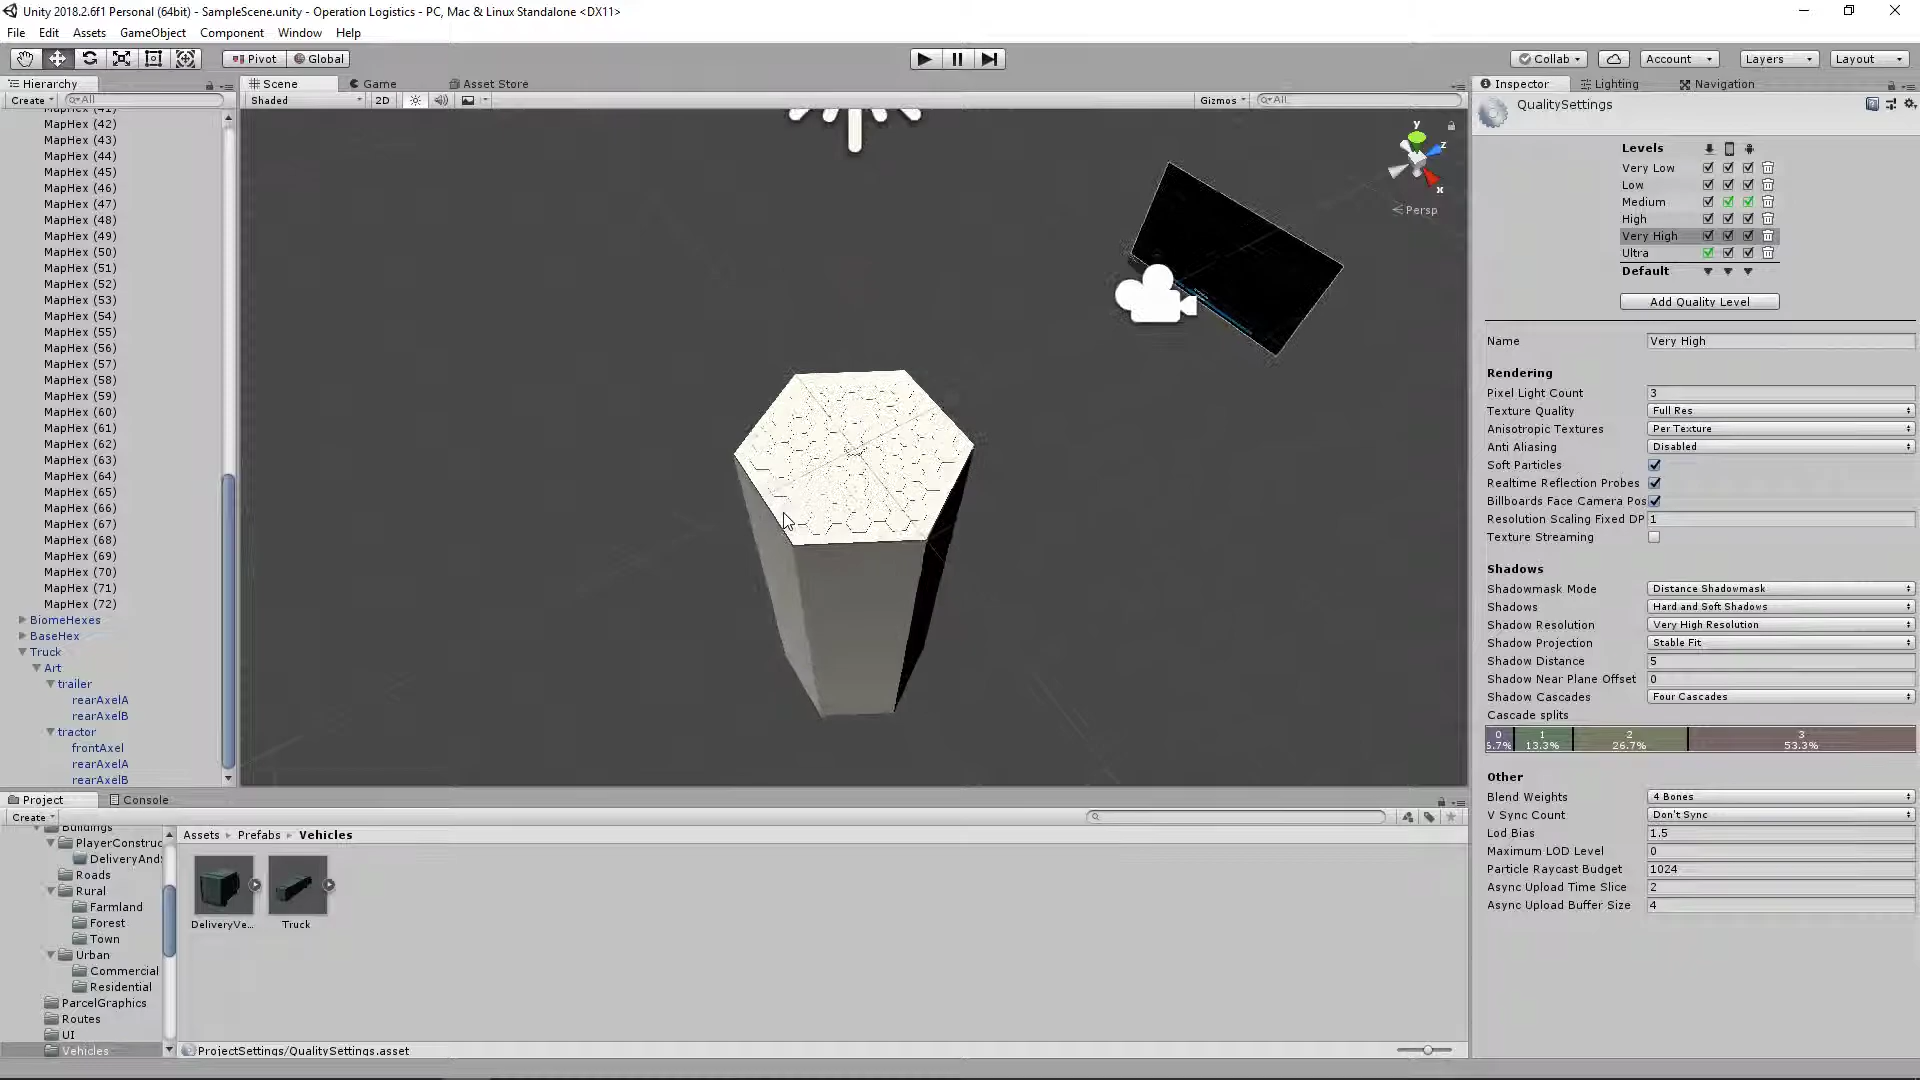 Unity 2018.2.6f1 Personal (64bit) - SampleScene.unity - Operation Logistics - PC, Mac & Linux Standalone <DX11>
File Edit Assets GameObject Component Window Help
Pivot Global Collab Account Layers Layout
Hierarchy
Create All
MapHex (41)
MapHex (42)
MapHex (43)
MapHex (44)
MapHex (45)
MapHex (46)
MapHex (47)
MapHex (48)
MapHex (49)
MapHex (50)
MapHex (51)
MapHex (52)
MapHex (53)
MapHex (54)
MapHex (55)
MapHex (56)
MapHex (57)
MapHex (58)
MapHex (59)
MapHex (60)
MapHex (61)
MapHex (62)
MapHex (63)
MapHex (64)
MapHex (65)
MapHex (66)
MapHex (67)
MapHex (68)
MapHex (69)
MapHex (70)
MapHex (71)
MapHex (72)
BiomeHexes
BaseHex
Truck
Art
trailer
rearAxelA
rearAxelB
tractor
frontAxel
rearAxelA
rearAxelB
Scene Game Asset Store
Shaded 2D Gizmos All
y
z
x
Persp
Inspector Lighting Navigation
QualitySettings
Levels
Very Low
Low
Medium
High
Very High
Ultra
Default
Add Quality Level
Name Very High
Rendering
Pixel Light Count 3
Texture Quality Full Res
Anisotropic Textures Per Texture
Anti Aliasing Disabled
Soft Particles
Realtime Reflection Probes
Billboards Face Camera Pos
Resolution Scaling Fixed DP 1
Texture Streaming
Shadows
Shadowmask Mode Distance Shadowmask
Shadows Hard and Soft Shadows
Shadow Resolution Very High Resolution
Shadow Projection Stable Fit
Shadow Distance 5
Shadow Near Plane Offset 0
Shadow Cascades Four Cascades
Cascade splits
0 1 2 3
6.7% 13.3% 26.7% 53.3%
Other
Blend Weights 4 Bones
V Sync Count Don't Sync
Lod Bias 1.5
Maximum LOD Level 0
Particle Raycast Budget 1024
Async Upload Time Slice 2
Async Upload Buffer Size 4
Project Console
Create
Buildings
PlayerConstruc
DeliveryAnd
Roads
Rural
Farmland
Forest
Town
Urban
Commercial
Residential
ParcelGraphics
Routes
UI
Vehicles
Assets Prefabs Vehicles
DeliveryVe... Truck
ProjectSettings/QualitySettings.asset